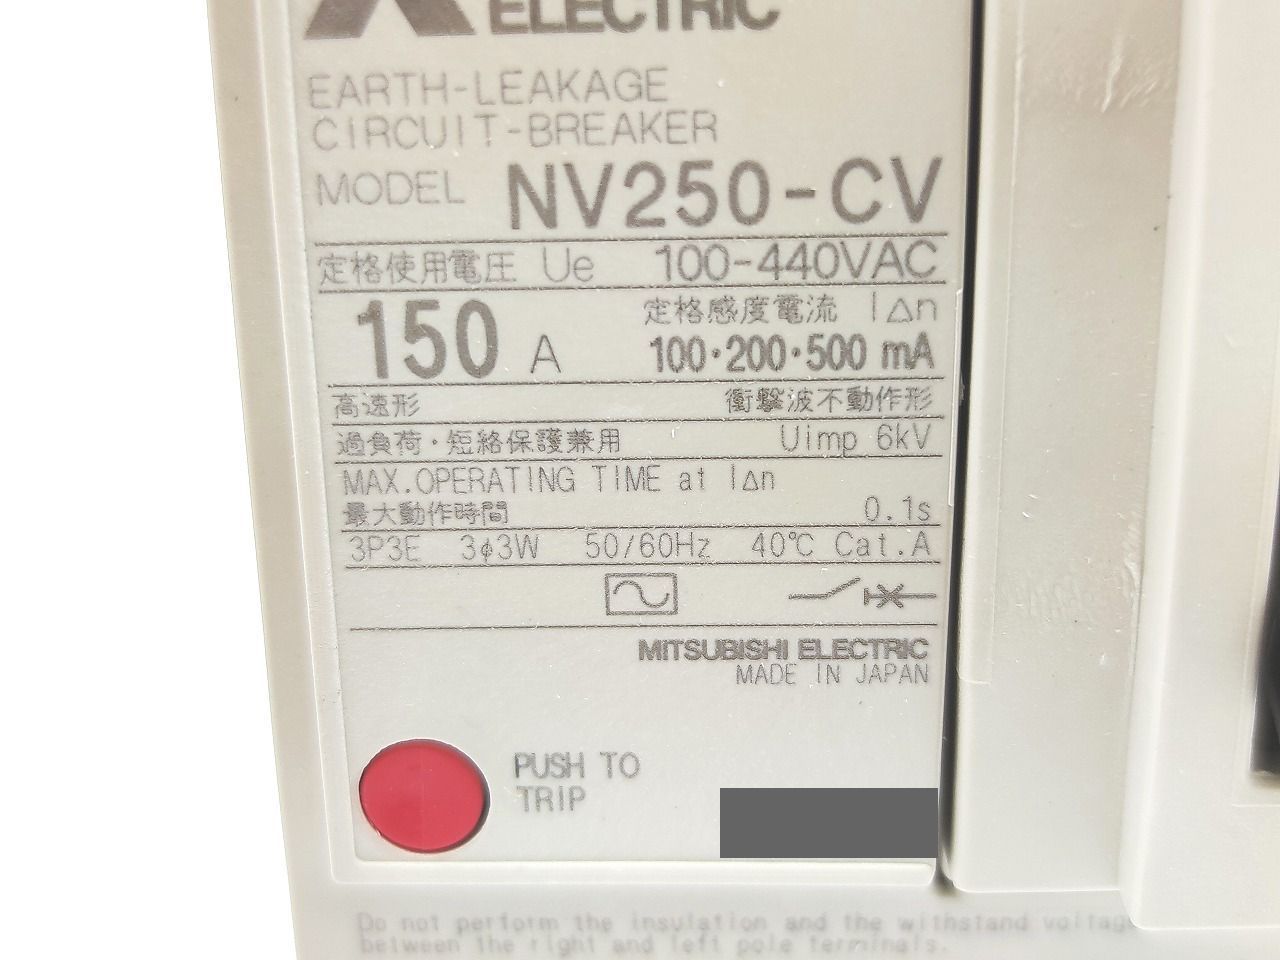 ELECTRIC
EARTH-LEAKAGE
CIRCUIT-BREAKER
MODEL NV250-CV
定格使用電圧 Ue 100-440VAC
150 A
定格感度電流 I△n
100・200・500 mA
高速形 衝撃波不動作形
過負荷・短絡保護兼用 Uimp 6kV
MAX.OPERATING TIME at I△n
最大動作時間 0.1s
3P3E 3φ3W 50/60Hz 40℃ Cat.A
MITSUBISHI ELECTRIC
MADE IN JAPAN
PUSH TO
TRIP
Do not perform the insulation and the withstand voltage
between the right and left pole terminals.